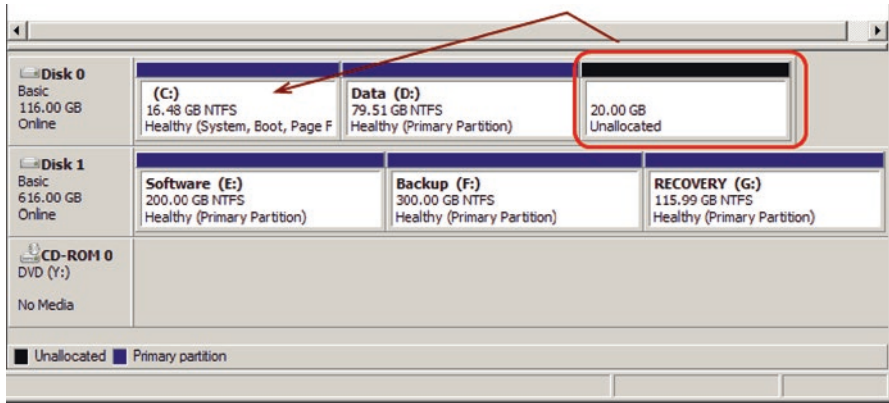 Disk 0
Basic
116.00 GB
Online
(C:)
16.48 GB NTFS
Healthy (System, Boot, Page F
Data (D:)
79.51 GB NTFS
Healthy (Primary Partition)
20.00 GB
Unallocated
Disk 1
Basic
616.00 GB
Online
Software (E:)
200.00 GB NTFS
Healthy (Primary Partition)
Backup (F:)
300.00 GB NTFS
Healthy (Primary Partition)
RECOVERY (G:)
115.99 GB NTFS
Healthy (Primary Partition)
CD-ROM 0
DVD (Y:)
No Media
Unallocated Primary partition